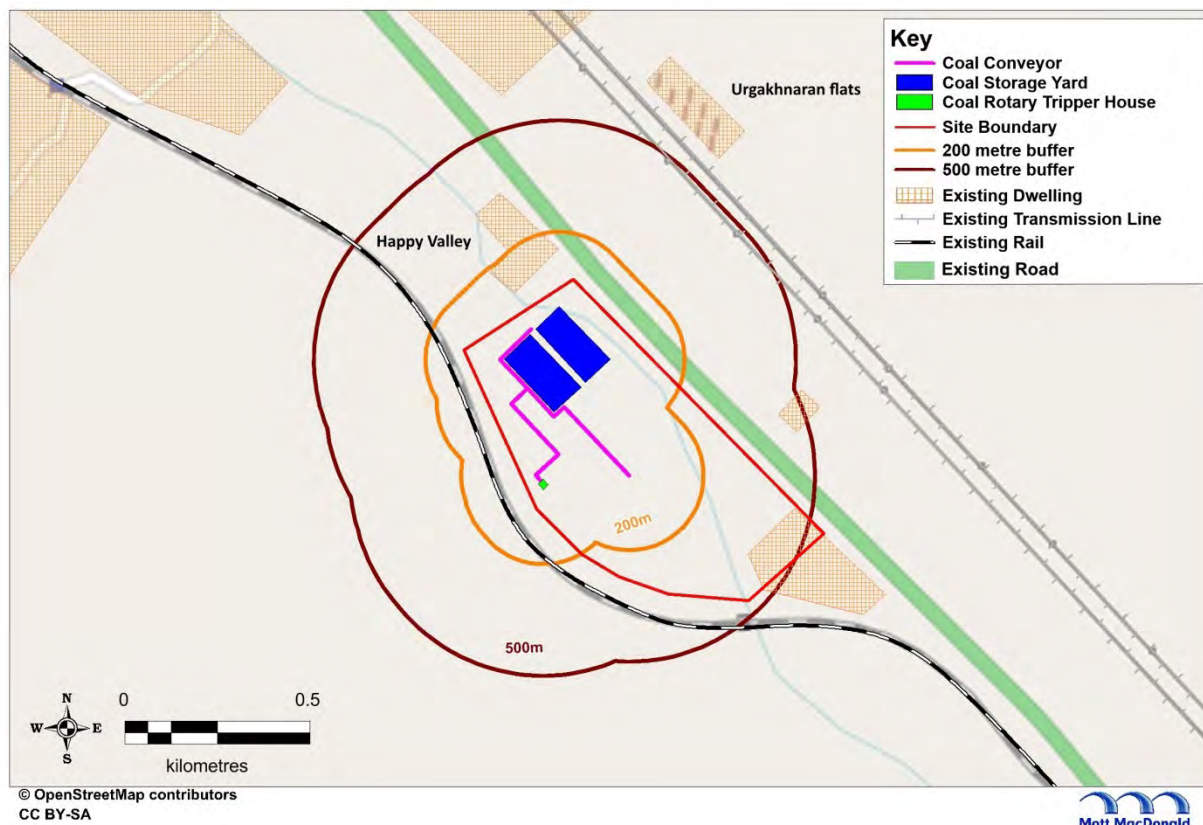 Urgakhnaran flats
Happy Valley
200m
500m
Key
Coal Conveyor
Coal Storage Yard
Coal Rotary Tripper House
Site Boundary
200 metre buffer
500 metre buffer
Existing Dwelling
Existing Transmission Line
Existing Rail
Existing Road
N
W E
S
0 0.5
kilometres
© OpenStreetMap contributors
CC BY-SA
Mott MacDonald